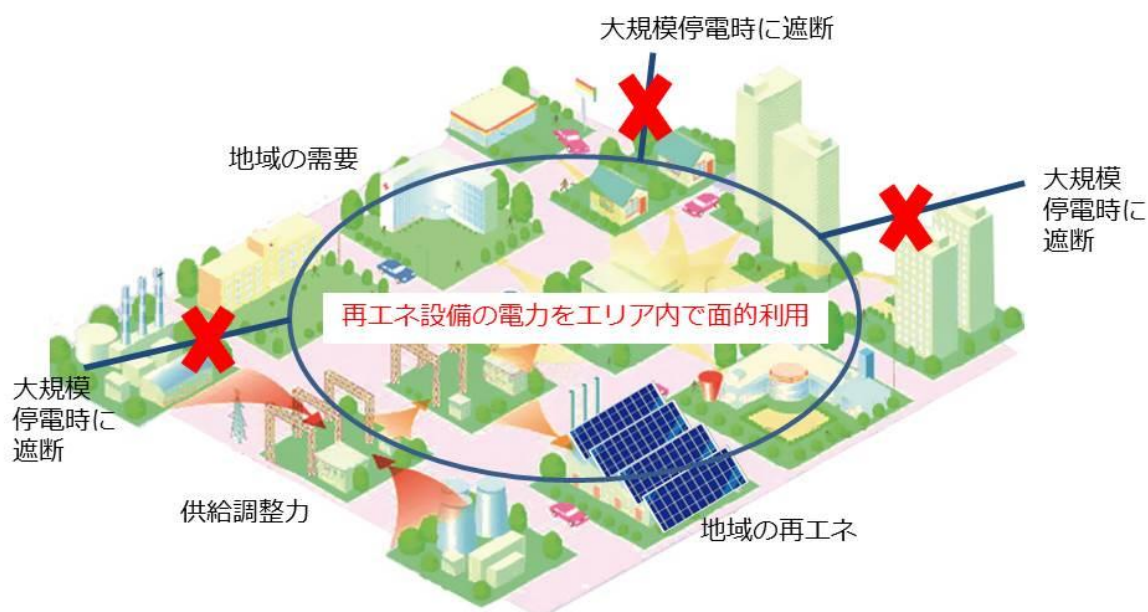 大規模停電時に遮断
地域の需要
大規模
停電時に
遮断
再エネ設備の電力をエリア内で面的利用
大規模
停電時に
遮断
供給調整力
地域の再エネ